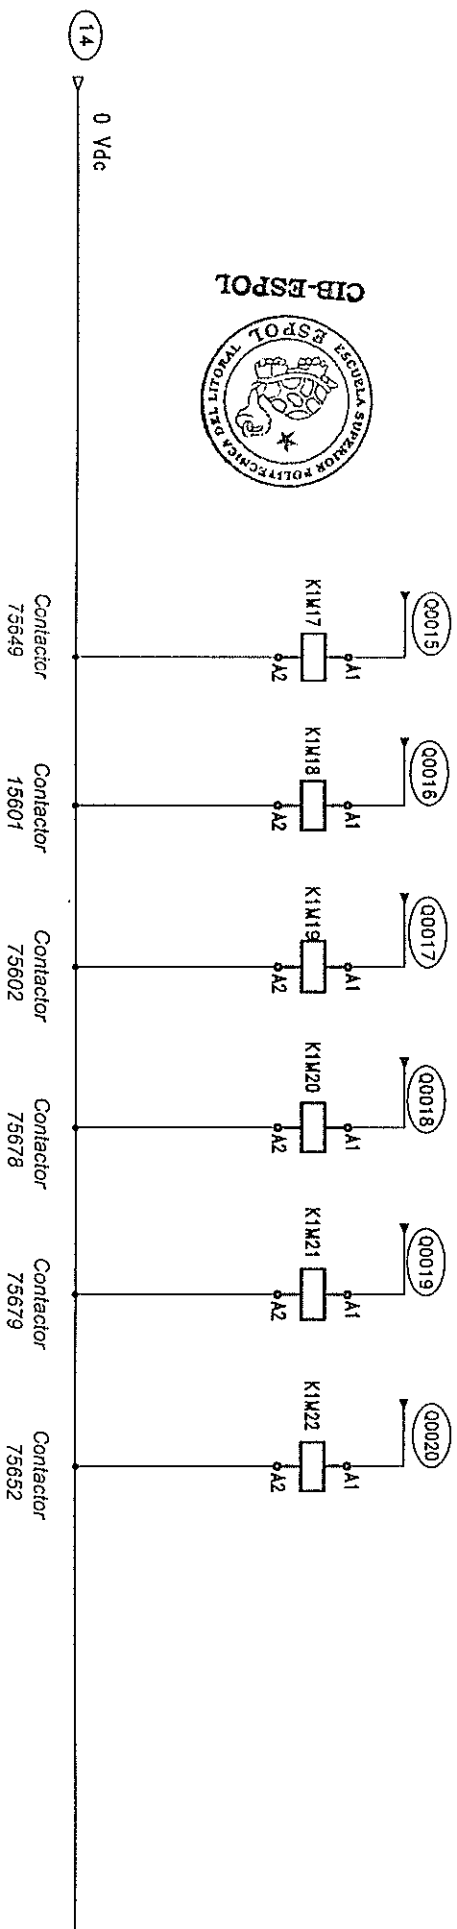 14
0 Vdc
CIB-ESPOL
ESCUELA SUPERIOR POLITECNICA DEL LITORAL
ESPOL
Q0015
Q0016
Q0017
Q0018
Q0019
Q0020
K1M17
A1
A2
K1M18
A1
A2
K1M19
A1
A2
K1M20
A1
A2
K1M21
A1
A2
K1M22
A1
A2
Contactor
75649
Contactor
15601
Contactor
75602
Contactor
75678
Contactor
75679
Contactor
75652